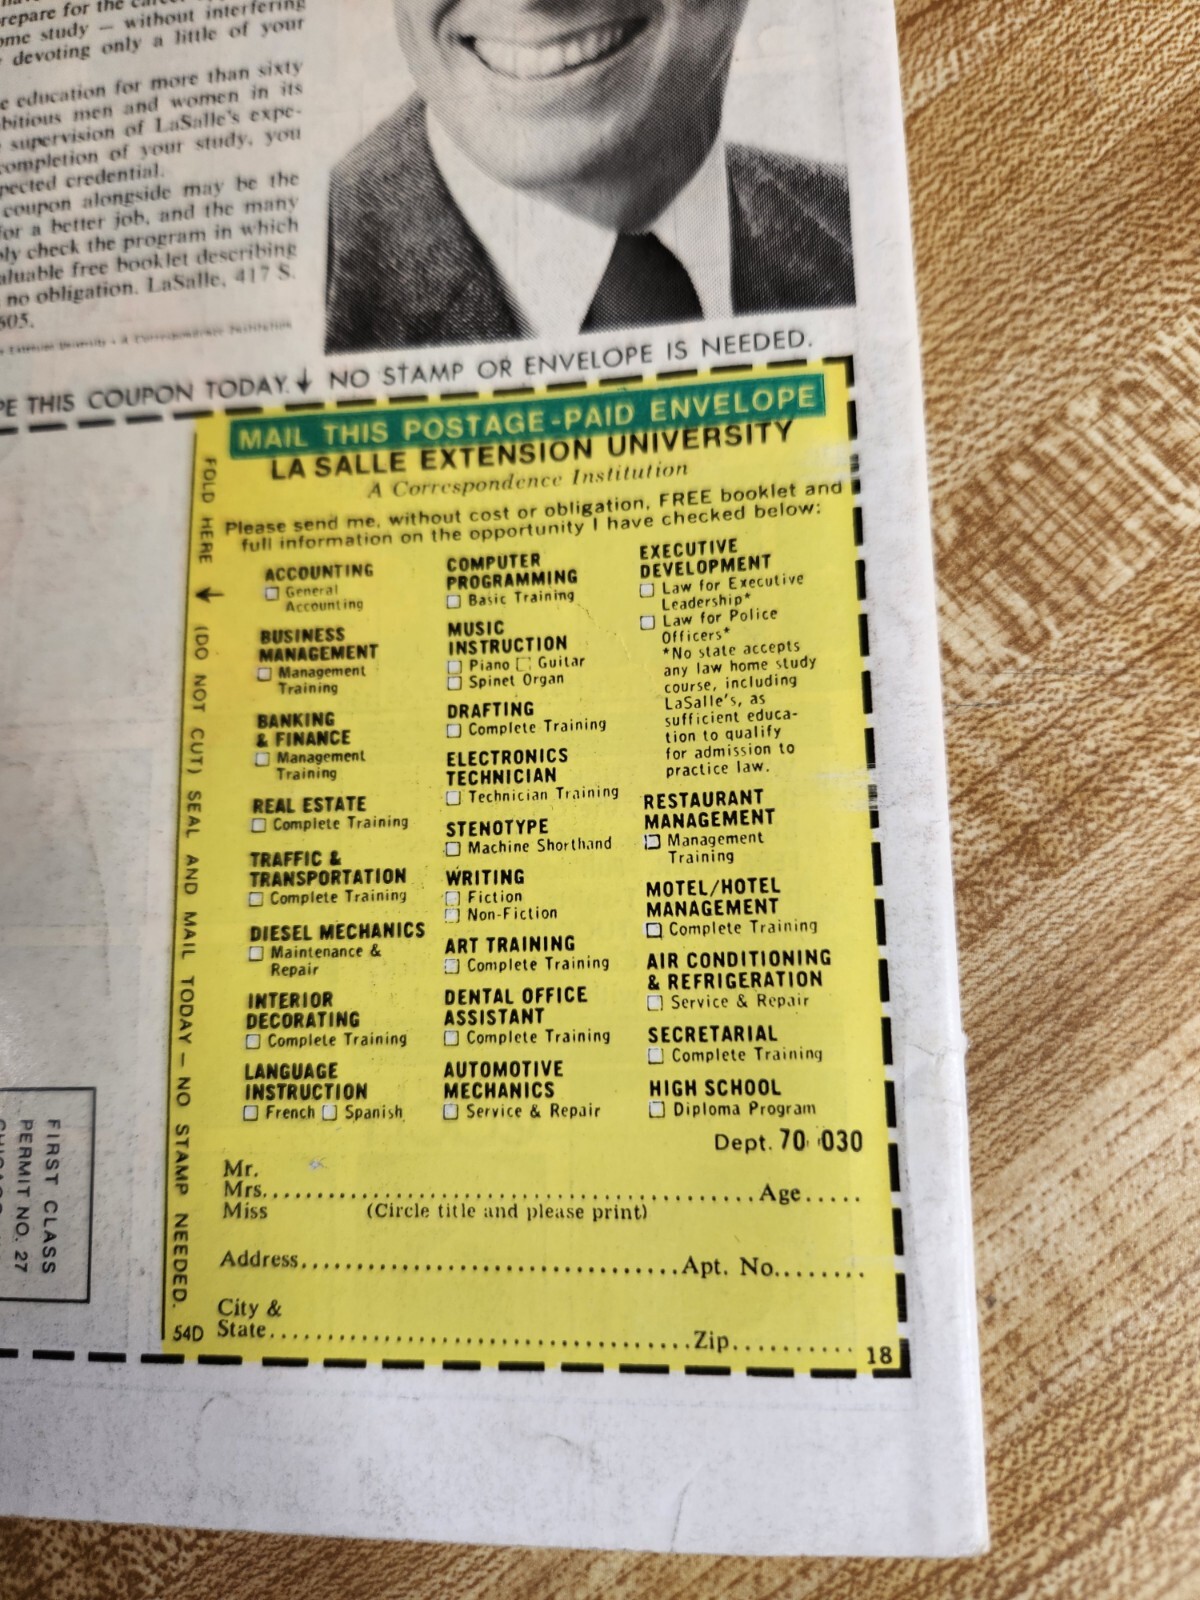 repare for the
ome study — without interfering
devoting only a little of your
e education for more than sixty
bitious men and women in its
supervision of LaSalle's expe-
completion of your study, you
pected credential.
coupon alongside may be the
for a better job, and the many
ply check the program in which
aluable free booklet describing
no obligation. LaSalle, 417 S.
605.
PE THIS COUPON TODAY. ↓ NO STAMP OR ENVELOPE IS NEEDED.
MAIL THIS POSTAGE-PAID ENVELOPE
LA SALLE EXTENSION UNIVERSITY
A Correspondence Institution
Please send me, without cost or obligation, FREE booklet and
full information on the opportunity I have checked below:
ACCOUNTING
☐ General
Accounting
BUSINESS
MANAGEMENT
☐ Management
Training
BANKING
& FINANCE
☐ Management
Training
REAL ESTATE
☐ Complete Training
TRAFFIC &
TRANSPORTATION
☐ Complete Training
DIESEL MECHANICS
☐ Maintenance &
Repair
INTERIOR
DECORATING
☐ Complete Training
LANGUAGE
INSTRUCTION
☐ French ☐ Spanish
COMPUTER
PROGRAMMING
☐ Basic Training
MUSIC
INSTRUCTION
☐ Piano ☐ Guitar
☐ Spinet Organ
DRAFTING
☐ Complete Training
ELECTRONICS
TECHNICIAN
☐ Technician Training
STENOTYPE
☐ Machine Shorthand
WRITING
☐ Fiction
☐ Non-Fiction
ART TRAINING
☐ Complete Training
DENTAL OFFICE
ASSISTANT
☐ Complete Training
AUTOMOTIVE
MECHANICS
☐ Service & Repair
EXECUTIVE
DEVELOPMENT
☐ Law for Executive
Leadership*
☐ Law for Police
Officers*
*No state accepts
any law home study
course, including
LaSalle's, as
sufficient educa-
tion to qualify
for admission to
practice law.
RESTAURANT
MANAGEMENT
☐ Management
Training
MOTEL/HOTEL
MANAGEMENT
☐ Complete Training
AIR CONDITIONING
& REFRIGERATION
☐ Service & Repair
SECRETARIAL
☐ Complete Training
HIGH SCHOOL
☐ Diploma Program
Dept. 70 030
Mr.
Mrs. Age
Miss (Circle title and please print)
Address Apt. No.
City &
State Zip
54D
18
FOLD HERE ↓ (DO NOT CUT) SEAL AND MAIL TODAY — NO STAMP NEEDED.
FIRST CLASS
PERMIT NO. 27